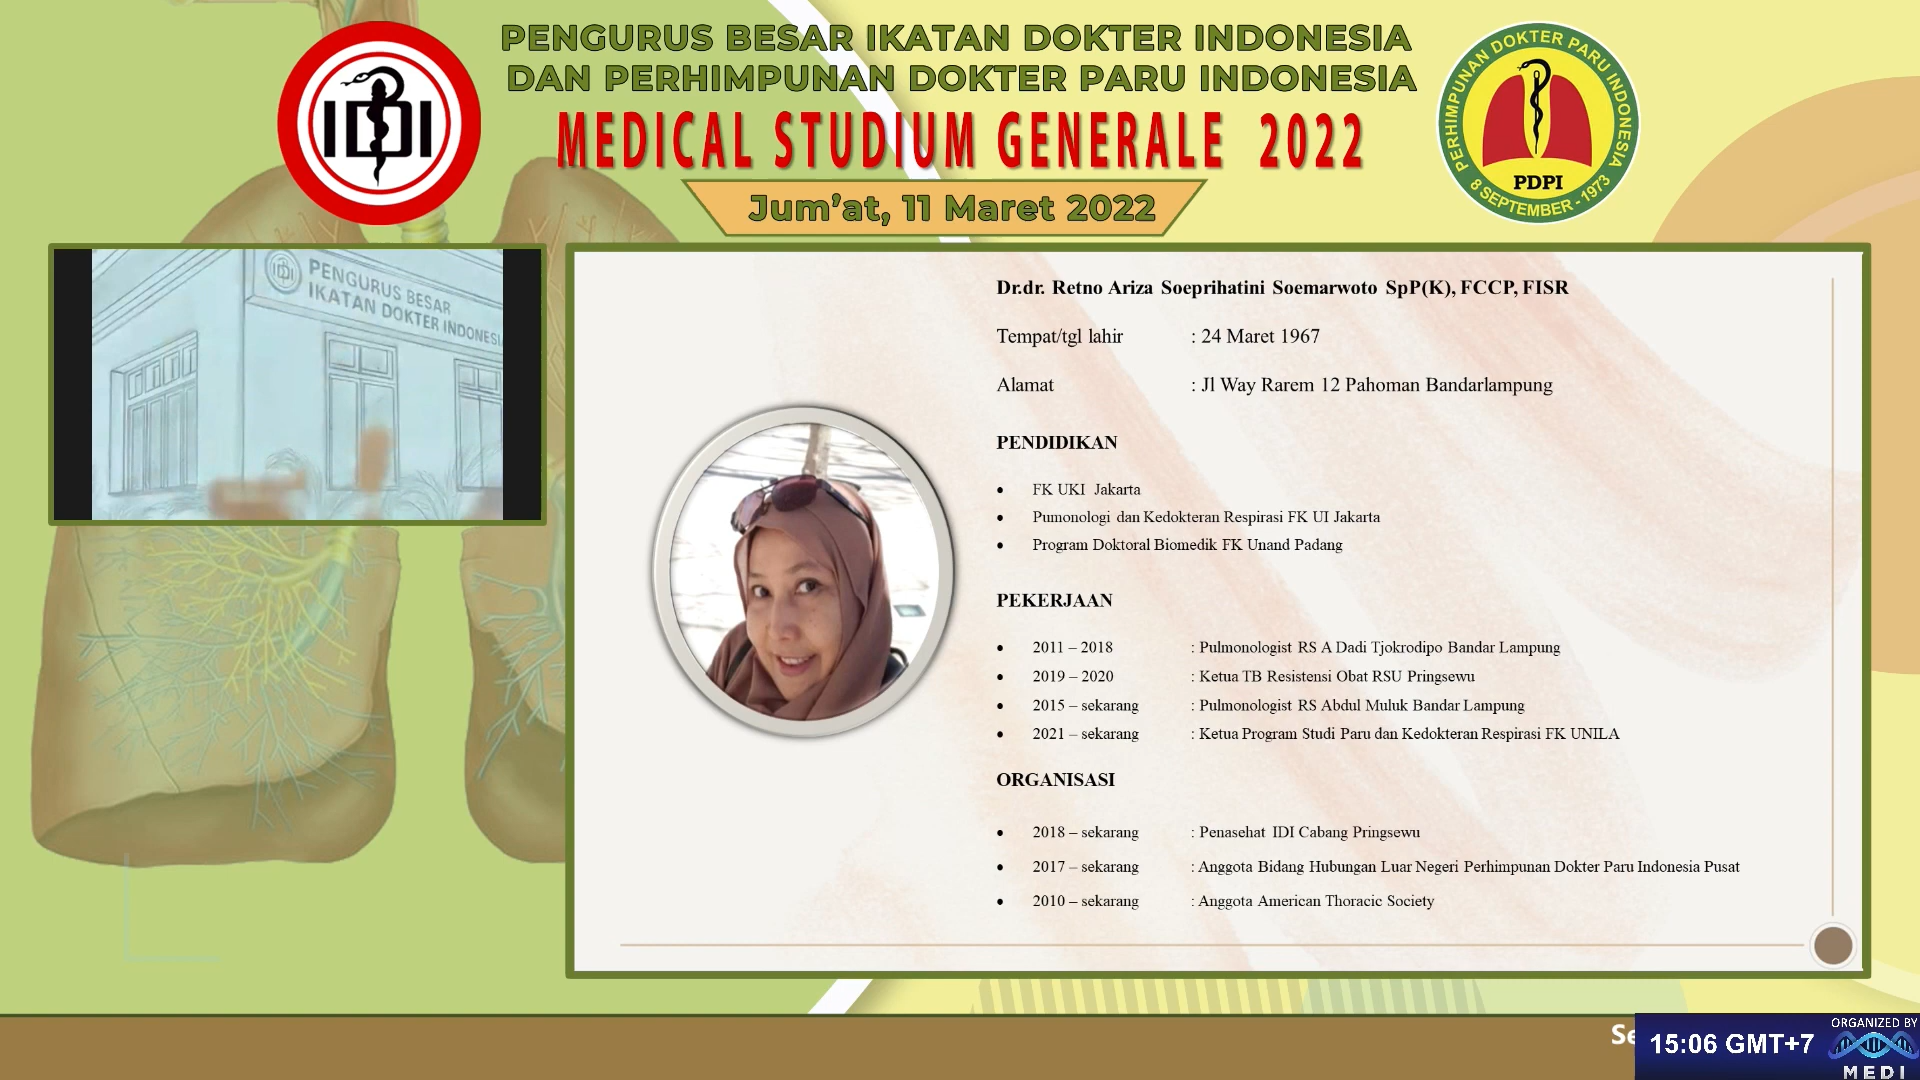 PENGURUS BESAR IKATAN DOKTER INDONESIA
DAN PERHIMPUNAN DOKTER PARU INDONESIA
MEDICAL STUDIUM GENERALE 2022
Jum'at, 11 Maret 2022
IDI
PERHIMPUNAN DOKTER PARU INDONESIA
PDPI
8 SEPTEMBER - 1973
IDI
PENGURUS BESAR
IKATAN DOKTER INDONESIA
Dr.dr. Retno Ariza Soeprihatini Soemarwoto SpP(K), FCCP, FISR
Tempat/tgl lahir : 24 Maret 1967
Alamat : Jl Way Rarem 12 Pahoman Bandarlampung
PENDIDIKAN
• FK UKI Jakarta
• Pumonologi dan Kedokteran Respirasi FK UI Jakarta
• Program Doktoral Biomedik FK Unand Padang
PEKERJAAN
• 2011 – 2018 : Pulmonologist RS A Dadi Tjokrodipo Bandar Lampung
• 2019 – 2020 : Ketua TB Resistensi Obat RSU Pringsewu
• 2015 – sekarang : Pulmonologist RS Abdul Muluk Bandar Lampung
• 2021 – sekarang : Ketua Program Studi Paru dan Kedokteran Respirasi FK UNILA
ORGANISASI
• 2018 – sekarang : Penasehat IDI Cabang Pringsewu
• 2017 – sekarang : Anggota Bidang Hubungan Luar Negeri Perhimpunan Dokter Paru Indonesia Pusat
• 2010 – sekarang : Anggota American Thoracic Society
Se
15:06 GMT+7
ORGANIZED BY
MEDI